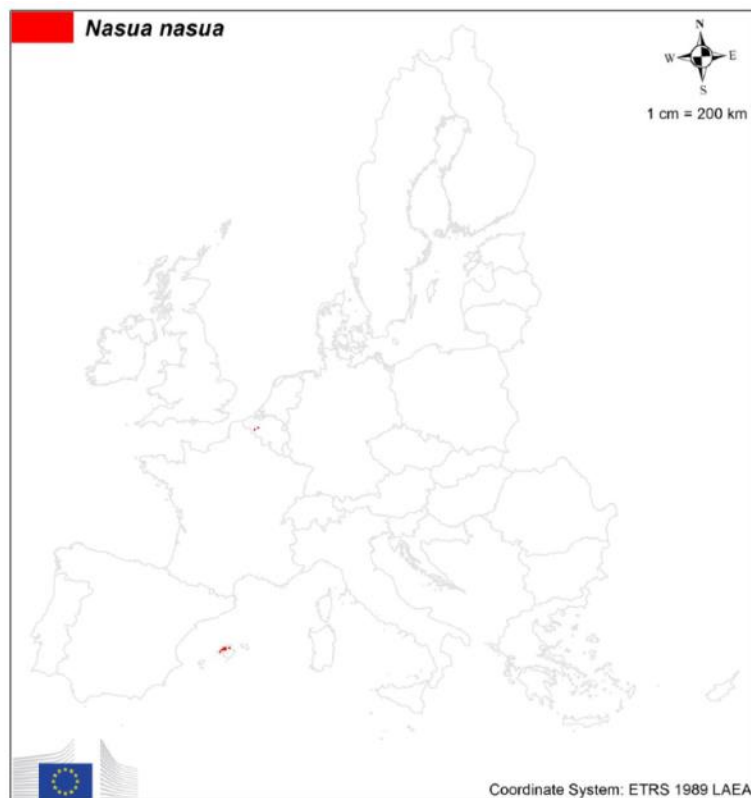 Nasua nasua
N
W E
S
1 cm = 200 km
Coordinate System: ETRS 1989 LAEA